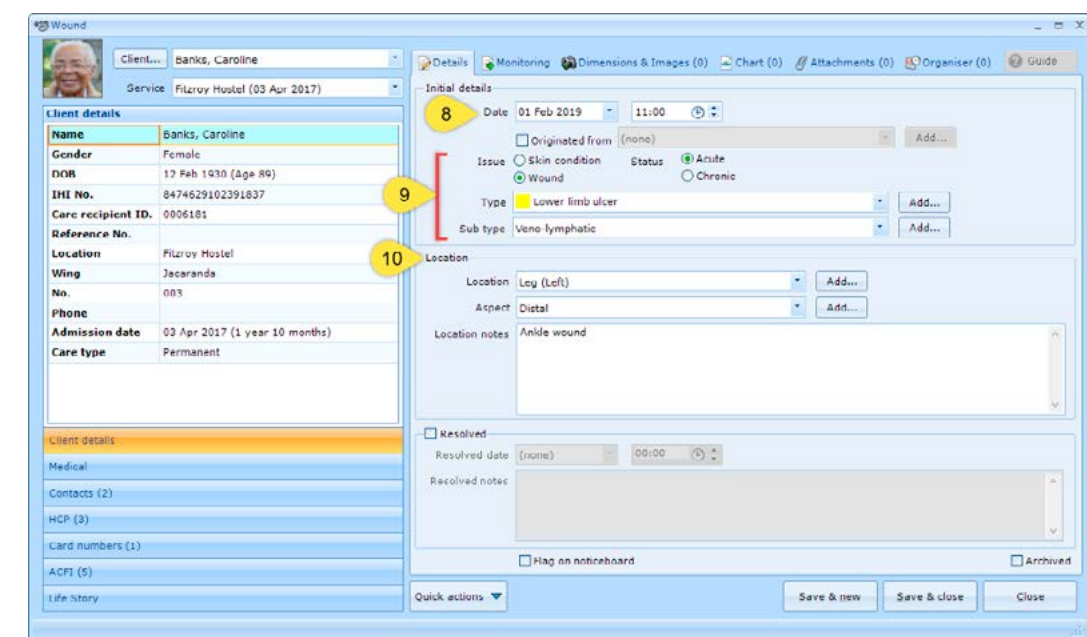 Wound
Client... Banks, Caroline
Service Fitzroy Hostel (03 Apr 2017)
Client details
Name Banks, Caroline
Gender Female
DOB 12 Feb 1930 (Age 89)
IHI No. 8474629102391837
Care recipient ID. 0006181
Reference No.
Location Fitzroy Hostel
Wing Jacaranda
No. 003
Phone
Admission date 03 Apr 2017 (1 year 10 months)
Care type Permanent
Client details
Medical
Contacts (2)
HCP (3)
Card numbers (1)
ACFI (5)
Life Story
Details Monitoring Dimensions & Images (0) Chart (0) Attachments (0) Organiser (0) Guide
Initial details
8 Date 01 Feb 2019 11:00
Originated from (none) Add...
Issue Skin condition Status Acute
Wound Chronic
9 Type Lower limb ulcer Add...
Sub type Veno-lymphatic Add...
10 Location
Location Leg (Left) Add...
Aspect Distal Add...
Location notes Ankle wound
Resolved
Resolved date (none) 00:00
Resolved notes
Flag on noticeboard Archived
Quick actions Save & new Save & close Close